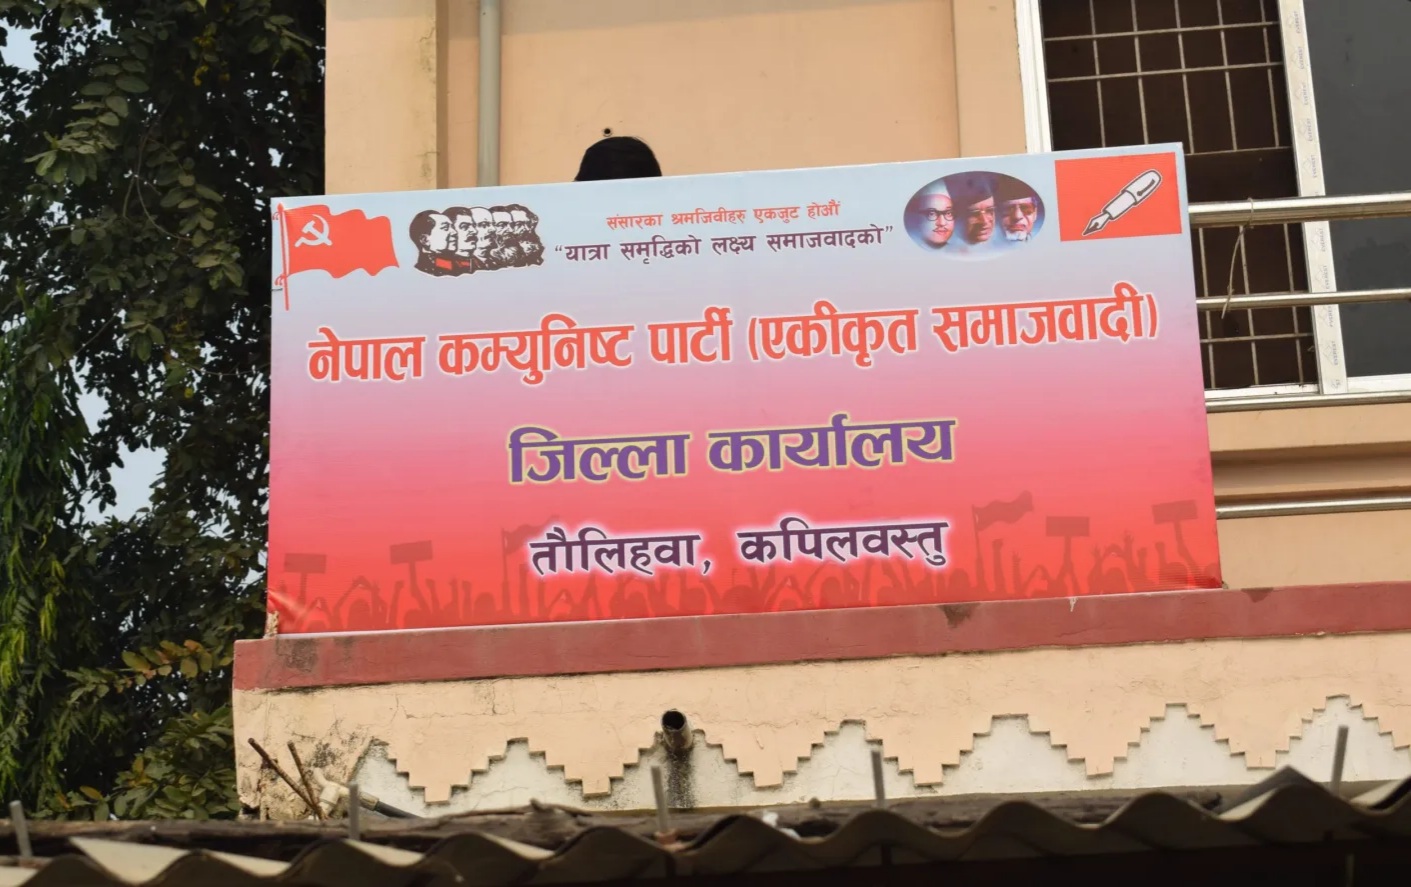 संसारका श्रमजिवीहरु एकजुट होऔं
“यात्रा समृद्धिको लक्ष्य समाजवादको”
नेपाल कम्युनिष्ट पार्टी (एकीकृत समाजवादी)
जिल्ला कार्यालय
तौलिहवा, कपिलवस्तु